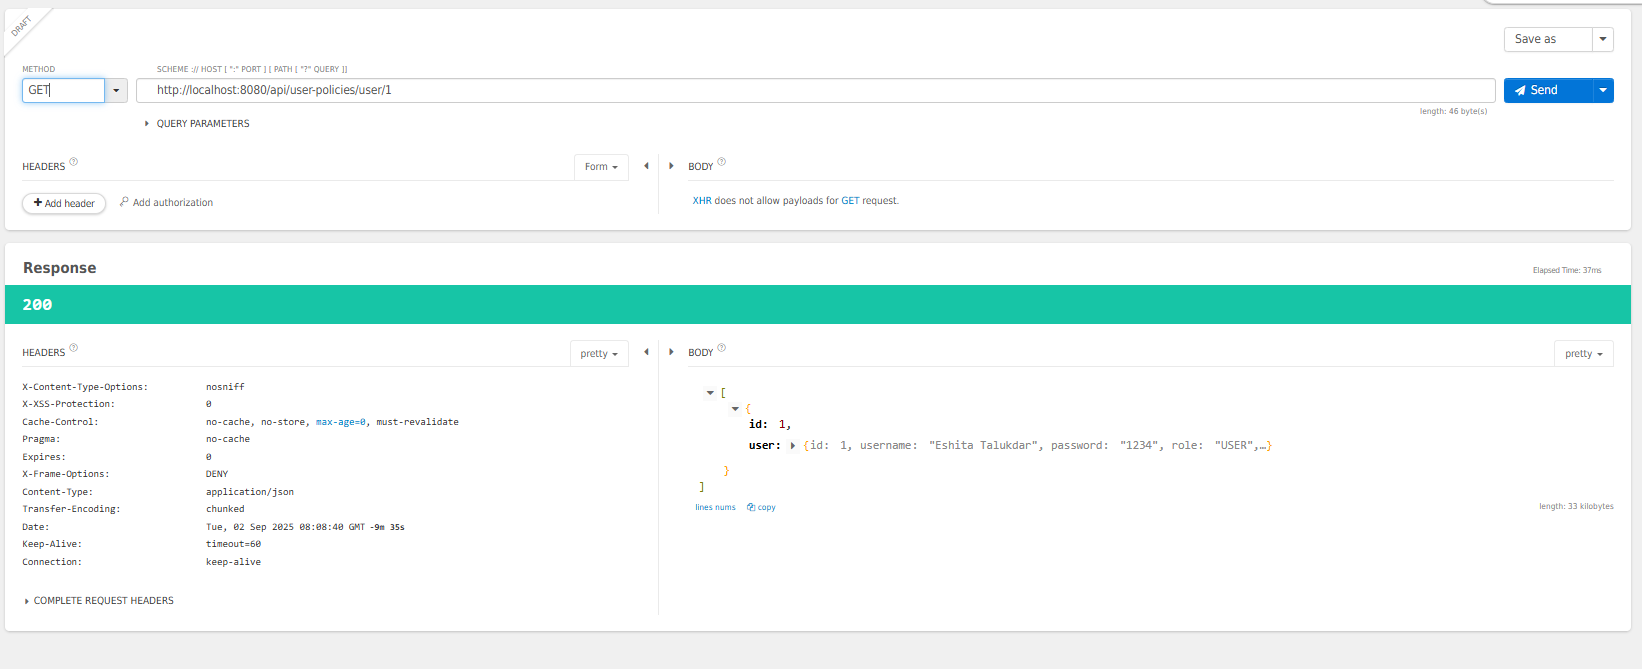 DRAFT
Save as
METHOD
SCHEME :// HOST [ ":" PORT ] [ PATH [ "?" QUERY ]]
GET
http://localhost:8080/api/user-policies/user/1
Send
length: 46 byte(s)
QUERY PARAMETERS
HEADERS ?
Form
BODY ?
Add header
Add authorization
XHR does not allow payloads for GET request.
Response
Elapsed Time: 37ms
200
HEADERS ?
pretty
BODY ?
pretty
X-Content-Type-Options: nosniff
X-XSS-Protection: 0
Cache-Control: no-cache, no-store, max-age=0, must-revalidate
Pragma: no-cache
Expires: 0
X-Frame-Options: DENY
Content-Type: application/json
Transfer-Encoding: chunked
Date: Tue, 02 Sep 2025 08:08:40 GMT -9m 35s
Keep-Alive: timeout=60
Connection: keep-alive
COMPLETE REQUEST HEADERS
[
{
id: 1,
user: {id: 1, username: "Eshita Talukdar", password: "1234", role: "USER",…}
}
]
lines nums copy
length: 33 kilobytes